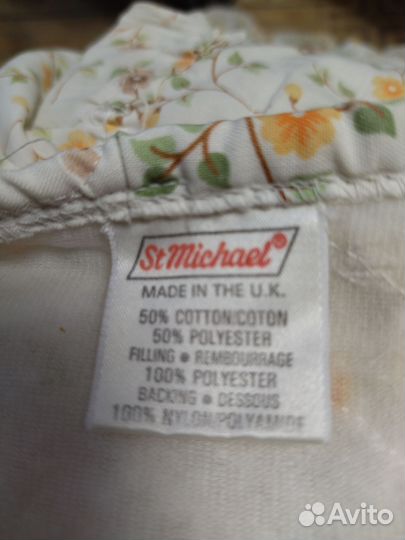 St Michael®
MADE IN THE U.K.
50% COTTON/COTON
50% POLYESTER
FILLING ● REMBOURRAGE
100% POLYESTER
BACKING ● DESSOUS
100% NYLON/POLYAMIDE
Avito